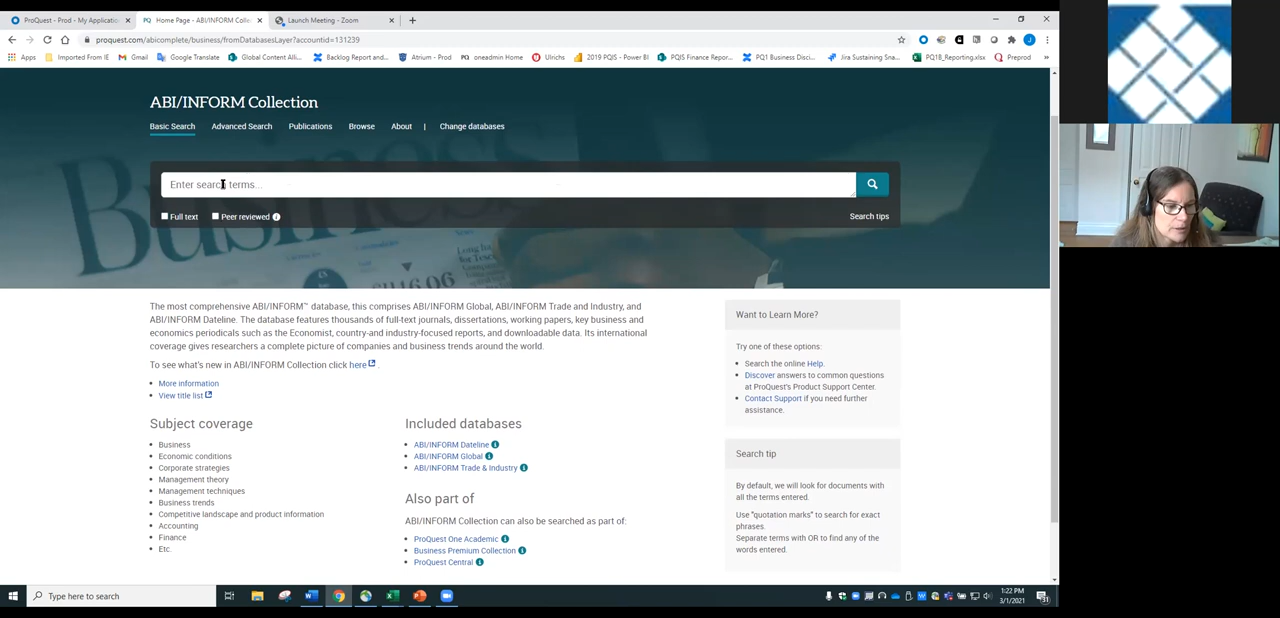 ProQuest - Prod - My Applicatio
Home Page - ABI/INFORM Colle
Launch Meeting - Zoom
proquest.com/abicomplete/business/fromDatabasesLayer?accountid=131239
Apps
Imported From IE
Gmail
Google Translate
Global Content Alli...
Backlog Report and...
Atrium - Prod
oneadmin Home
Ulrichs
2019 PQIS - Power BI
PQIS Finance Repor...
PQ1 Business Disci...
Jira Sustaining Sna...
PQ1B_Reporting.xlsx
Preprod
ABI/INFORM Collection
Basic Search Advanced Search Publications Browse About | Change databases
Enter search terms...
Full text Peer reviewed Search tips
Business
The most comprehensive ABI/INFORM™ database, this comprises ABI/INFORM Global, ABI/INFORM Trade and Industry, and
ABI/INFORM Dateline. The database features thousands of full-text journals, dissertations, working papers, key business and
economics periodicals such as the Economist, country-and industry-focused reports, and downloadable data. Its international
coverage gives researchers a complete picture of companies and business trends around the world.
To see what's new in ABI/INFORM Collection click here .
More information
View title list
Subject coverage
Business
Economic conditions
Corporate strategies
Management theory
Management techniques
Business trends
Competitive landscape and product information
Accounting
Finance
Etc.
Included databases
ABI/INFORM Dateline
ABI/INFORM Global
ABI/INFORM Trade & Industry
Also part of
ABI/INFORM Collection can also be searched as part of:
ProQuest One Academic
Business Premium Collection
ProQuest Central
Want to Learn More?
Try one of these options:
Search the online Help.
Discover answers to common questions
at ProQuest's Product Support Center.
Contact Support if you need further
assistance.
Search tip
By default, we will look for documents with
all the terms entered.
Use "quotation marks" to search for exact
phrases.
Separate terms with OR to find any of the
words entered.
Type here to search
1:22 PM
3/1/2021